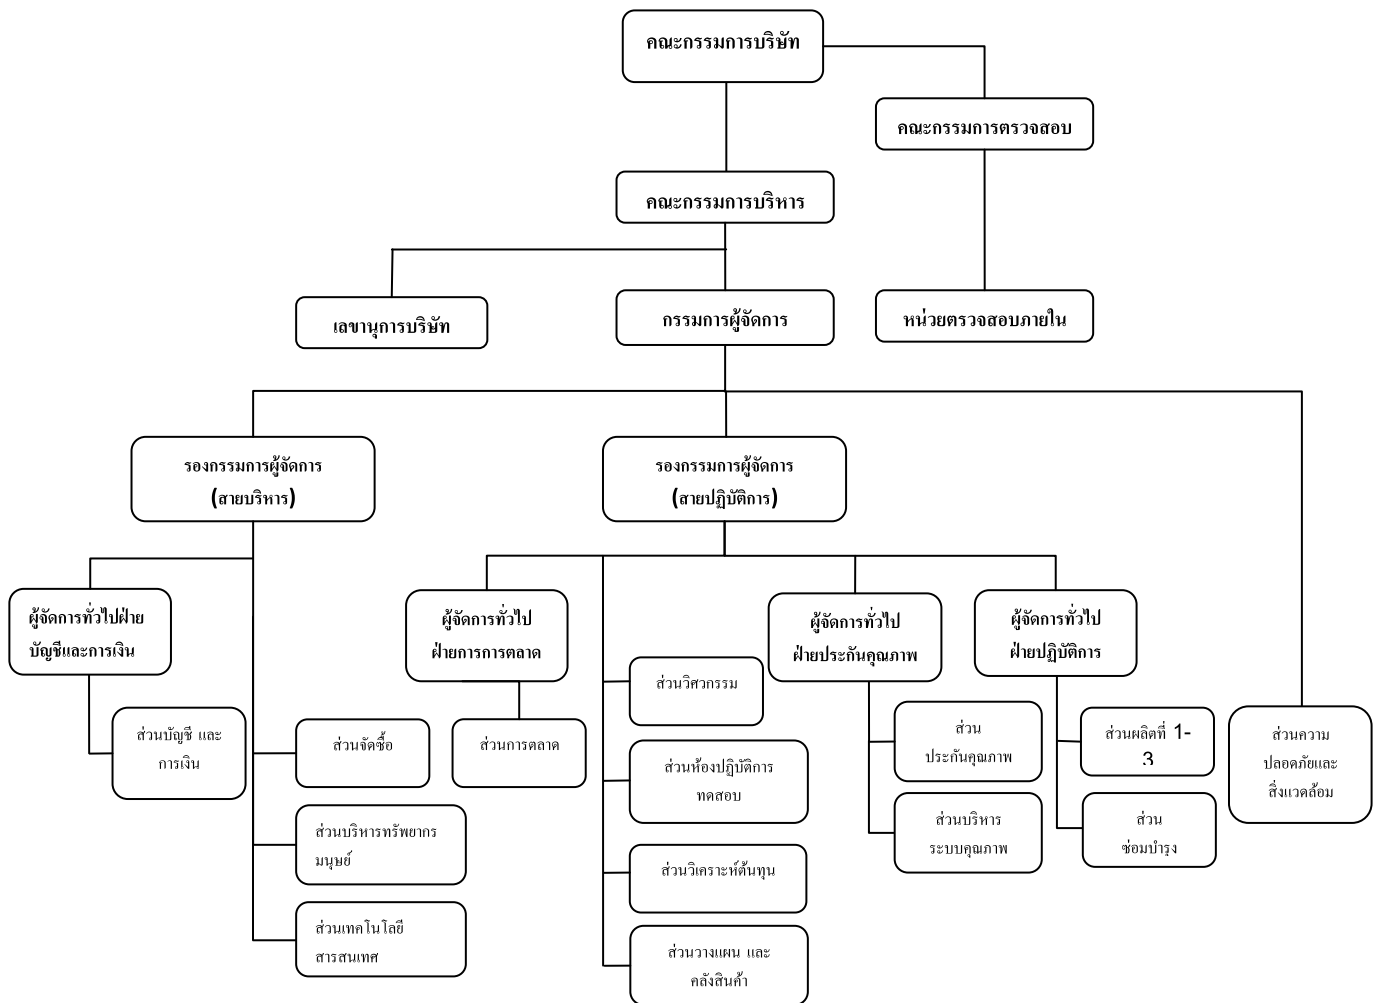 คณะกรรมการบริษัท
คณะกรรมการตรวจสอบ
คณะกรรมการบริหาร
เลขานุการบริษัท
กรรมการผู้จัดการ
หน่วยตรวจสอบภายใน
รองกรรมการผู้จัดการ
(สายบริหาร)
รองกรรมการผู้จัดการ
(สายปฏิบัติการ)
ผู้จัดการทั่วไปฝ่าย
บัญชีและการเงิน
ผู้จัดการทั่วไป
ฝ่ายการการตลาด
ผู้จัดการทั่วไป
ฝ่ายประกันคุณภาพ
ผู้จัดการทั่วไป
ฝ่ายปฏิบัติการ
ส่วนบัญชี และ
การเงิน
ส่วนจัดซื้อ
ส่วนบริหารทรัพยากร
มนุษย์
ส่วนเทคโนโลยี
สารสนเทศ
ส่วนการตลาด
ส่วนวิศวกรรม
ส่วนห้องปฏิบัติการ
ทดสอบ
ส่วนวิเคราะห์ต้นทุน
ส่วนวางแผน และ
คลังสินค้า
ส่วน
ประกันคุณภาพ
ส่วนบริหาร
ระบบคุณภาพ
ส่วนผลิตที่ 1-
3
ส่วน
ซ่อมบำรุง
ส่วนความ
ปลอดภัยและ
สิ่งแวดล้อม